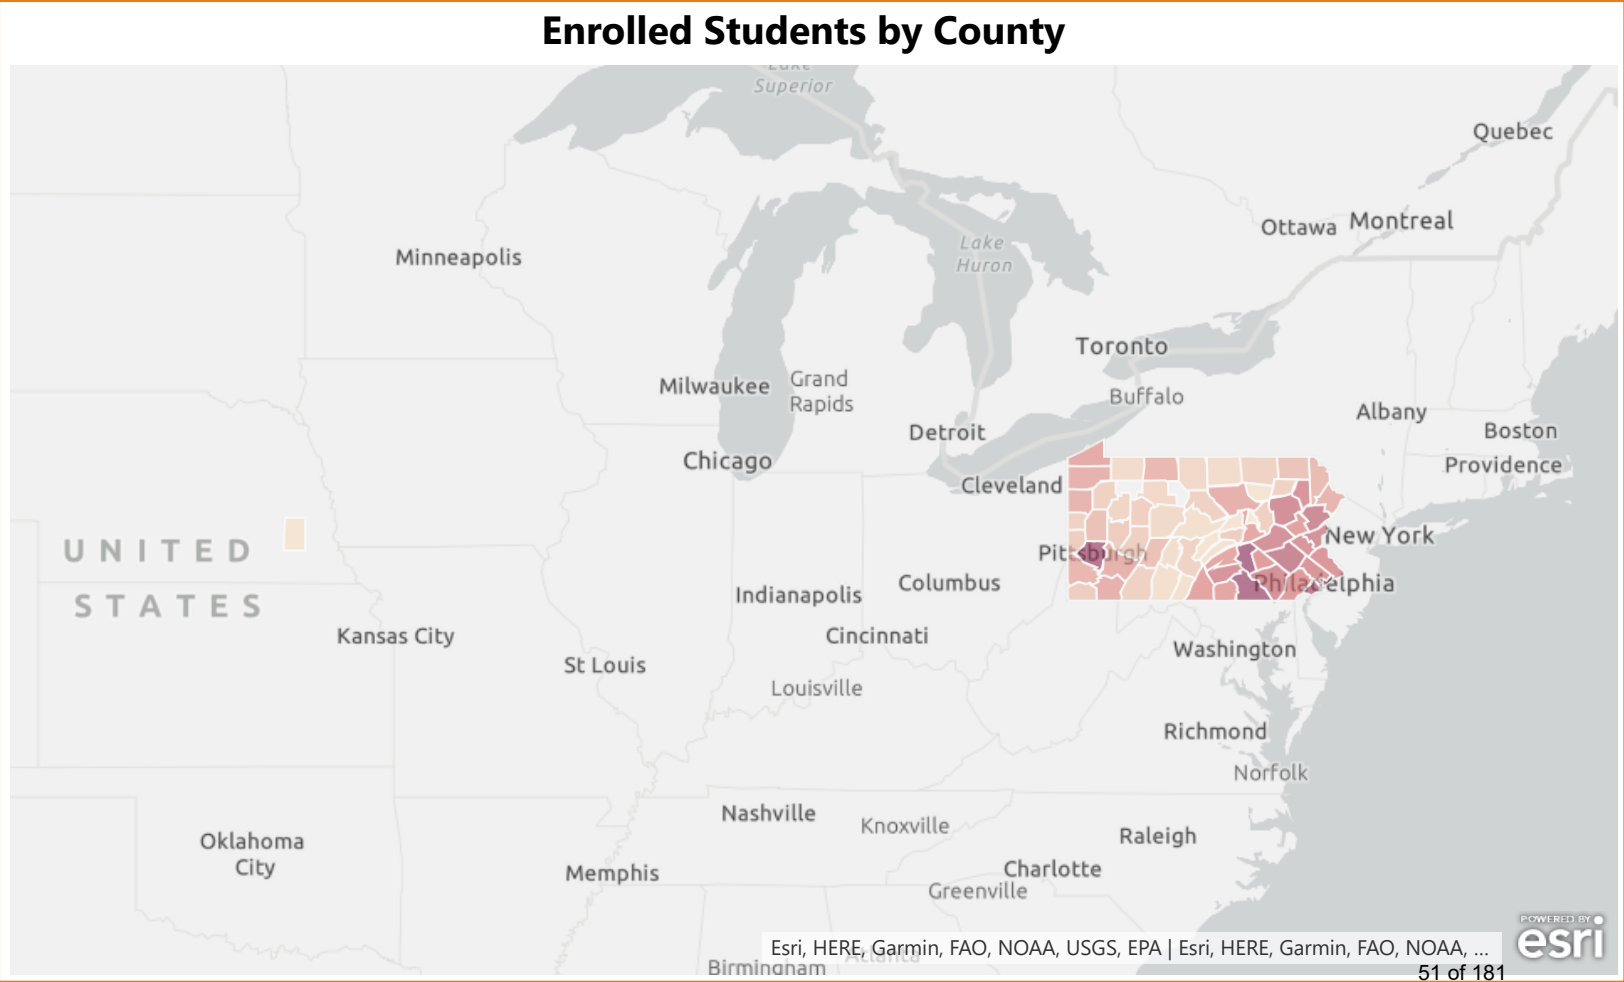 Enrolled Students by County
Lake
Superior
Quebec
Ottawa
Montreal
Minneapolis
Lake
Huron
Toronto
Milwaukee
Grand
Rapids
Buffalo
Albany
Detroit
Boston
Chicago
Providence
Cleveland
New York
UNITED
STATES
Pittsburgh
Columbus
Philadelphia
Indianapolis
Kansas City
Cincinnati
Washington
St Louis
Louisville
Richmond
Norfolk
Nashville
Knoxville
Raleigh
Oklahoma
City
Memphis
Charlotte
Greenville
Atlanta
Birmingham
Esri, HERE, Garmin, FAO, NOAA, USGS, EPA | Esri, HERE, Garmin, FAO, NOAA, ...
POWERED BY
esri
51 of 181